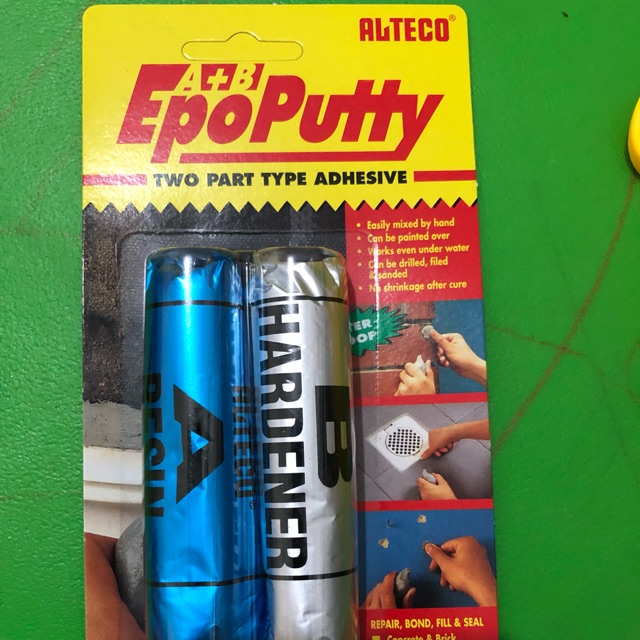 ALTECO®
A+B
EpoPutty
TWO PART TYPE ADHESIVE
• Easily mixed by hand
• Can be painted over
• Works even under water
• Can be drilled, filed
& sanded
• No shrinkage after cure
A
RESIN
ALTECO®
B
HARDENER
REPAIR, BOND, FILL & SEAL
Concrete & Brick